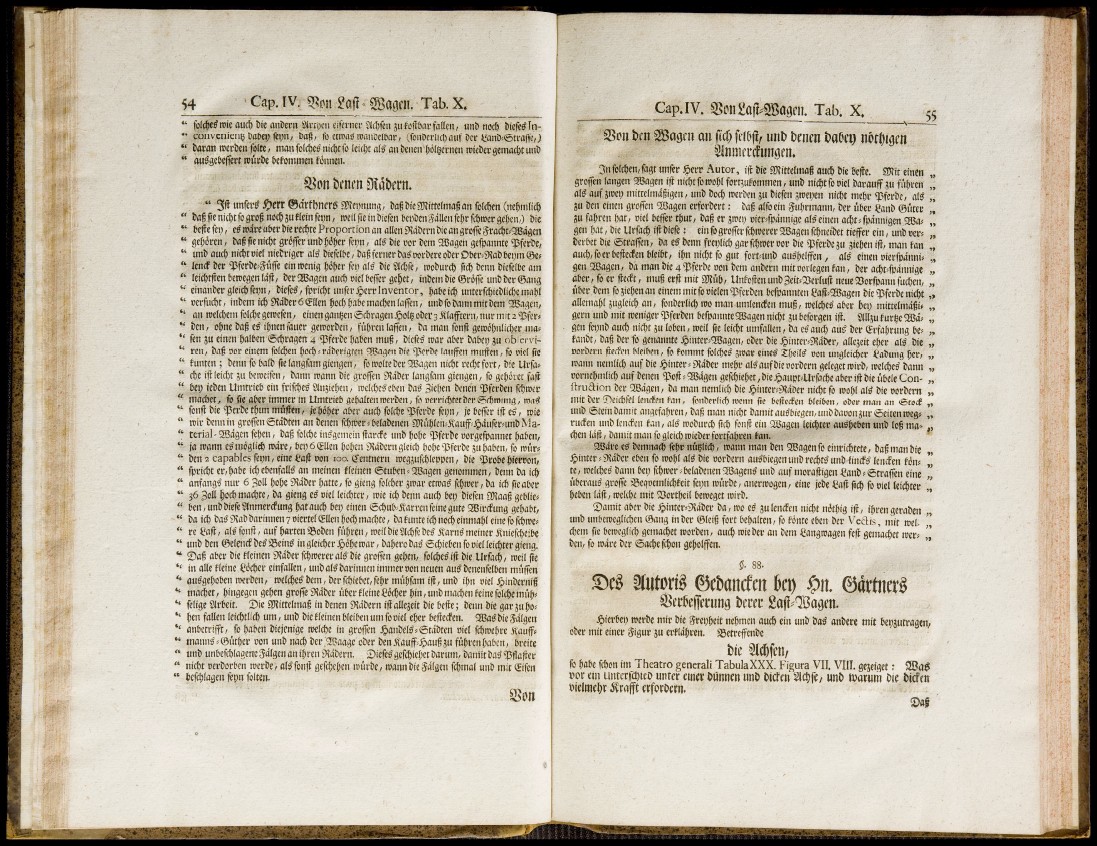 54 Cap. IV. Von Last-Wagen. Tab. X.
“ solches wie auch die andern Arthen eiserner Achsen zu kostbar fallen, und noch dieses In-
“ convenientz dabey seyn, daß, so etwas wandelbar, (sonderlich auf der Land-Strasse,)
“ daran werden solte, man solches nicht so leicht als an denen höltzernen wieder gemacht und
“ ausgebessert würde bekommen können.
Von denen Rädern.
“ Ist unsers Herr Gärthners Meynung, daß die Mittelmaß an solchen (nehmlich
“ daß sie nicht so groß noch zu klein seyn, weil sie in diesen beyden Fällen sehr schwer gehen,) die
“ beste sey, es wäre aber die rechte Proportion an allen Rädern die an grosse Fracht-Wägen
“ gehören, daß sie nicht grösser und höher seyn, als die vor dem Wagen gespannte Pferde,
“ und auch nicht viel niedriger als dieselbe, daß ferner das vordere oder Ober-Rad beym Ge-
“ lenck der Pferde-Füsse ein wenig höher sey als die Achse, wodurch sich denn dieselbe am
“ leichtsten bewegen läst, der Wagen auch viel besser gehet, indem die Größe und der Gang
“ einander gleich seyn, dieses, spricht unser Herr Inventor, habe ich unterschiedliche mahl
“ versucht, indem ich Räder 6 Ellen hoch habe machen lassen, und so dann mit dem Wagen,
“ an welchem solche gewesen, einen gantzen Schragen Holtz oder 3 Klafftern, nur mit 2 Pfer-
“ den, ohne daß es ihnen sauer geworden, führen lassen, da man sonst gewöhnlicher ma-
“ sen zu einen halben Schragen 4 Pferde haben muß, dieses war aber dabey zu observi-
“ ren, daß vor einem solchen hoch-räderigten Wagen die Perde lauffen musten, so viel sie
“ kunten; denn so bald sie langsam giengen, so wolte der Wagen nicht recht fort, die Ursa-
“ che ist leicht zu beweisen, dann wann die grossen Räder langsam giengen, so gehöret fast
“ bey ieden Umtrieb ein frisches Anziehen, welches eben das Ziehen denen Pferden schwer
“ machet, so sie aber immer in Umtrieb gehalten werden, so verrichtet der Schwung, was
“ sonst die Perde thun müsten, je höher aber auch solche Pferde seyn, je besser ist es, wie
“ wir denn in grossen Städten an denen schwer-beladenen Mühlen-Kauff-Häuser-und Ma-
“ terial-Wägen sehen, daß solche insgemein starcke und hohe Pferde vorgespannet haben,
“ ja wann es möglich wäre, bey 6 Ellen hohen Rädern gleich hohe Pferde zu haben, so wür-
“ den 2 capables seyn, eine Last von 100. Centnern wegzuschleppen, die Probe hiervon,
“ spricht er, habe ich ebenfalls an meinen kleinen Stuben-Wagen genommen, denn da ich
“ anfangs nur 6 Zoll hohe Räder hatte, so gieng solcher zwar etwas schwer, da ich sie aber
“ 36 Zoll hoch machte, da gieng es viel leichter, wie ich denn auch bey diesen Maaß geblie-
“ ben, und diese Anmerckung hat auch bey einen Schub-Karren seine gute Wirckung gehabt,
“ da ich das Rad darinnen 7 viertel Ellen hoch machte, da kunte ich noch einmahl eine so schwe-
“ re Last, als sonst, auf harten Boden führen, weil die Achse des Karns meiner Kniescheibe
“ und den Gelenck des Beins in gleicher Höhe war, dahero das Schieben so viel leichter gieng.
“ Daß aber die kleinen Räder schwerer als die grossen gehen, solches ist die Ursach, weil sie
“ in alle kleine Löcher einfallen, und als darinnen immer von neuen aus denenselben müssen
“ ausgehoben werden, welches dem, der schiebet, sehr mühsam ist, und ihn viel Hinderniß
“ machet, hingegen gehen grosse Räder über kleine Löcher hin, und machen keine solche müh-
“ selige Arbeit. Die Mittelmaß in denen Rädern ist allezeit die beste; denn die gar zu ho-
“ hen fallen leichtlich um, und die kleinen bleiben um so viel eher bestecken. Was die Fälgen
“ anbetrifft, so haben diejenige welche in grossen Handels-Städten viel schwehre Kauff-
“ manns-Güther von und nach der Waage oder den Kauff-Hauß zu führen haben, breite
“ und unbeschlagene Fälgen an ihren Rädern. Dieses geschiehet darum, damit das Pflaster
“ nicht verdorben werde, als sonst geschehen würde, wann die Fälgen schmal und mit Eisen
“ beschlagen seyn solten.
Von
Cap. IV. Von Last-Wagen. Tab. X. 55
Von den Wagen an sich selbst, und denen dabey nöthigen
Anmerckungen.
In solchen, sagt unser Herr Autor, ist die Mittelmaß auch die beste. Mit einen „
grossen langen Wagen ist nicht so wohl fortzukommen, und nicht so viel darauff zu führen „
als auf zwey mittelmäßigen, und doch werden zu diesen zweyen nicht mehr Pferde, als „
zu den einen grossen Wagen erfordert: daß also ein Fuhrmann, der über Land Güter „
zu fahren hat, viel besser thut, daß er zwey vier-spännige als einen acht-spännigen Wa- „
gen hat, die Ursach ist diese: ein so grosser schwerer Wagen schneidet tieffer ein, und ver- „
derbet die Strassen, da es denn freylich gar schwer vor die Pferde zu ziehen ist, man kan „
auch, so er bestecken bleibt, ihn nicht so gut fort-und aushelffen, als einen vierspänni- „
gen Wagen, da man die 4 Pferde von dem andern mit vorlegen kan, der acht-spännige „
aber, so er steckt, muß erst mit Müh, Unkosten und Zeit-Verlust neue Vorspann suchen, „
über dem so ziehen an einem mit so vielen Pferden bespannten Last-Wagen die Pferde nicht „
allemahl zugleich an, sonderlich wo man umlencken muß, welches aber bey mittelmäßi- „
gern und mit weniger Pferden bespannte Wagen nicht zu besorgen ist. Allzu kurtze Wä- „
gen seynd auch nicht zu loben, weil sie leicht umfallen, da es auch aus der Erfahrung be- „
kandt, daß der so genannte Hinter-Wagen, oder die Hinter-Räder, allezeit eher als die „
vordern stecken bleiben, so kommt solches zwar eines Theils von ungleicher Ladung her, „
wann nemlich auf die Hinter-Räder mehr als auf die vordern geleget wird, welches dann „
vornehmlich auf denen Post-Wägen geschiehet, die Haupt-Ursache aber ist die übele Con- „
struction der Wägen, da man nemlich die Hinter-Räder nicht so wohl als die vordern „
mit der Deichsel lencken kan, sonderlich wenn sie bestecken bleiben, oder man an Stock „
und Stein damit angefahren, daß man nicht damit ausbiegen, und davon zur Seiten weg- „
rucken und lencken kan, als wodurch sich sonst ein Wagen leichter ausheben und loß ma- „
chen läst, damit man so gleich wieder fortfahren kan. „
Wäre es demnach sehr nützlich, wann man den Wagen so einrichtete, daß man die „
Hinter-Räder eben so wohl als die vordern ausbiegen und rechts und lincks lencken kön- „
te, welches dann bey schwer-beladenen Wagens und auf morastigen Land-Strassen eine „
überaus grosse Bequemlichkeit seyn würde, anerwogen, eine jede Last sich so viel leichter „
heben läst, welche mit Vortheil beweget wird. „
Damit aber die Hinter-Räder da, wo es zu lencken nicht nöthig ist, ihren geraden „
und unbeweglichen Gang in der Gleiß fort behalten, so könte eben der Vectis, mit wel- „
chem sie beweglich gemachet worden, auch wieder an dem Langwagen fest gemachet wer- „
den, so wäre der Sache schon geholffen.
§. 88.
Des Autoris Gedancken bey Hn. Gärtners
Verbesserung derer Last-Wagen.
Hierbey werde mir die Freyheit nehmen auch ein und das andere mit beyzutragen,
oder mit einer Figur zu erklähren. Betreffende
die Achsen,
so habe schon im Theatro generali Tabula XXX. Figura VII. VIII. gezeiget: Was
vor ein Unterschied unter einer dünnen und dicken Achse, und warum die dicken
vielmehr Krafft erfordern.
Daß